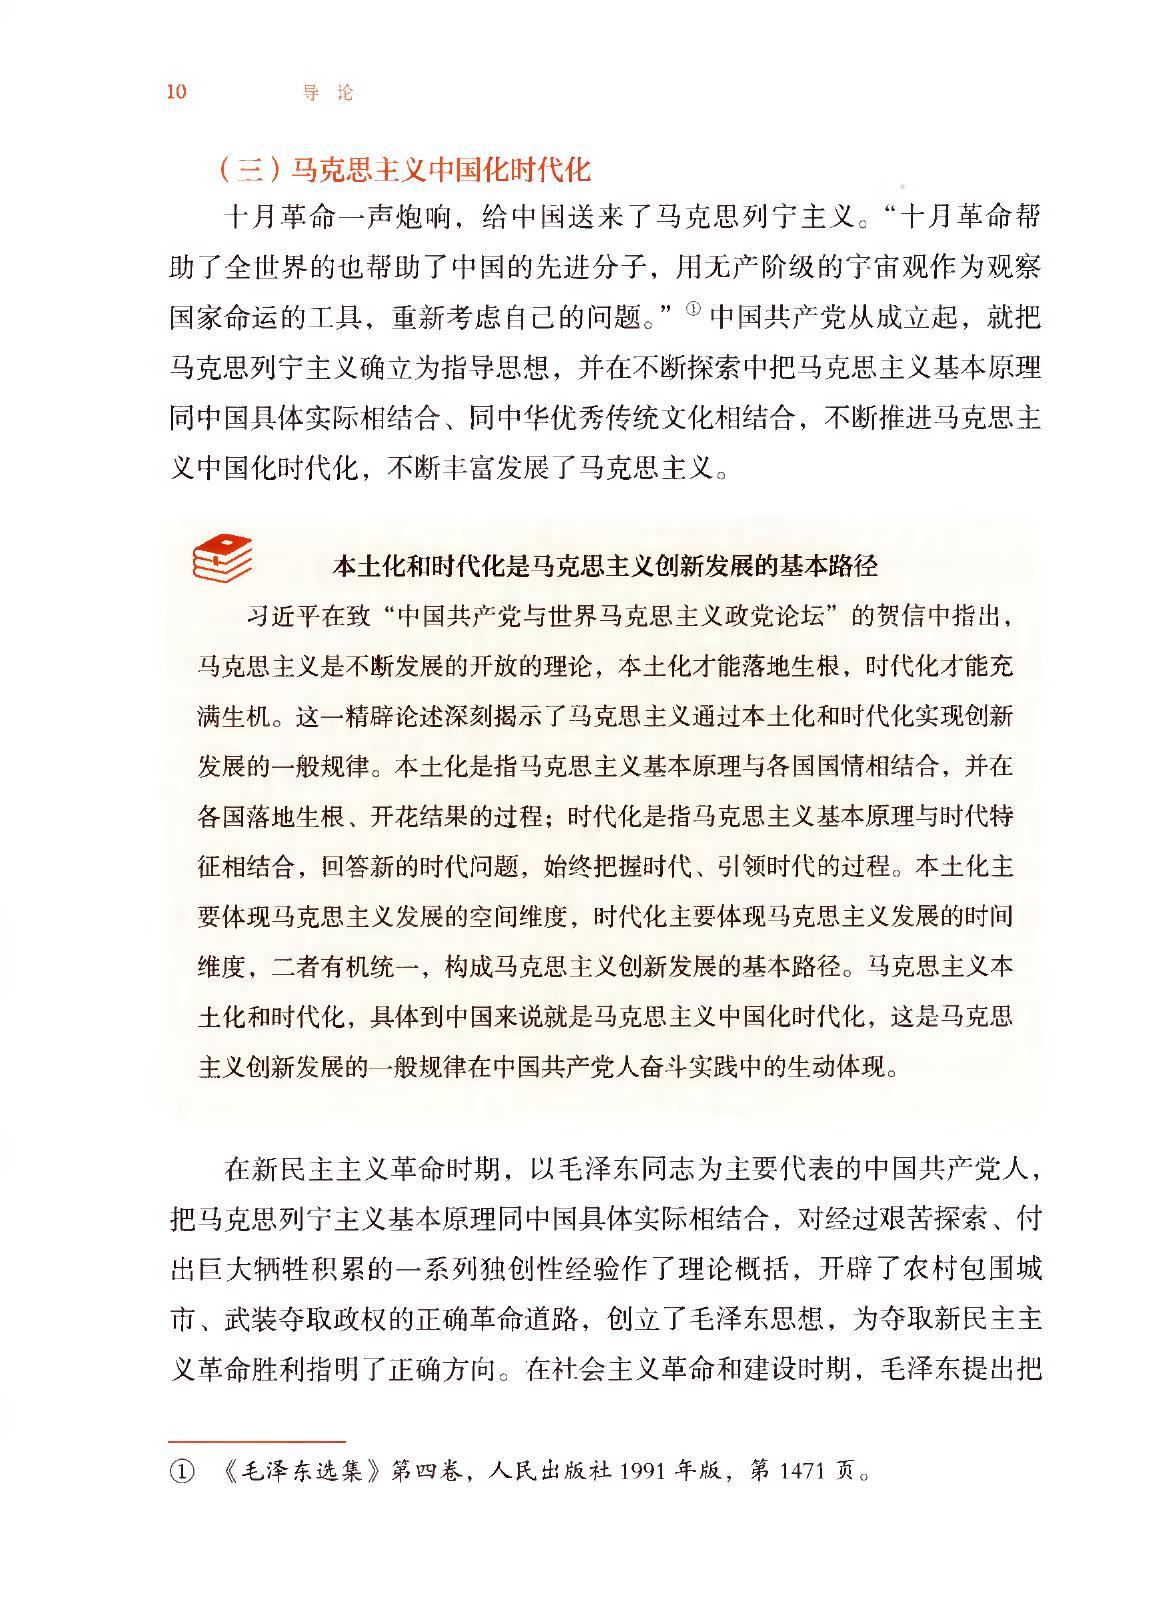 10 导 论
（三）马克思主义中国化时代化
十月革命一声炮响，给中国送来了马克思列宁主义。“十月革命帮
助了全世界的也帮助了中国的先进分子，用无产阶级的宇宙观作为观察
国家命运的工具，重新考虑自己的问题。”①中国共产党从成立起，就把
马克思列宁主义确立为指导思想，并在不断探索中把马克思主义基本原理
同中国具体实际相结合、同中华优秀传统文化相结合，不断推进马克思主
义中国化时代化，不断丰富发展了马克思主义。
本土化和时代化是马克思主义创新发展的基本路径
习近平在致“中国共产党与世界马克思主义政党论坛”的贺信中指出，
马克思主义是不断发展的开放的理论，本土化才能落地生根，时代化才能充
满生机。这一精辟论述深刻揭示了马克思主义通过本土化和时代化实现创新
发展的一般规律。本土化是指马克思主义基本原理与各国国情相结合，并在
各国落地生根、开花结果的过程；时代化是指马克思主义基本原理与时代特
征相结合，回答新的时代问题，始终把握时代、引领时代的过程。本土化主
要体现马克思主义发展的空间维度，时代化主要体现马克思主义发展的时间
维度，二者有机统一，构成马克思主义创新发展的基本路径。马克思主义本
土化和时代化，具体到中国来说就是马克思主义中国化时代化，这是马克思
主义创新发展的一般规律在中国共产党人奋斗实践中的生动体现。
在新民主主义革命时期，以毛泽东同志为主要代表的中国共产党人，
把马克思列宁主义基本原理同中国具体实际相结合，对经过艰苦探索、付
出巨大牺牲积累的一系列独创性经验作了理论概括，开辟了农村包围城
市、武装夺取政权的正确革命道路，创立了毛泽东思想，为夺取新民主主
义革命胜利指明了正确方向。在社会主义革命和建设时期，毛泽东提出把
① 《毛泽东选集》第四卷，人民出版社 1991 年版，第 1471 页。